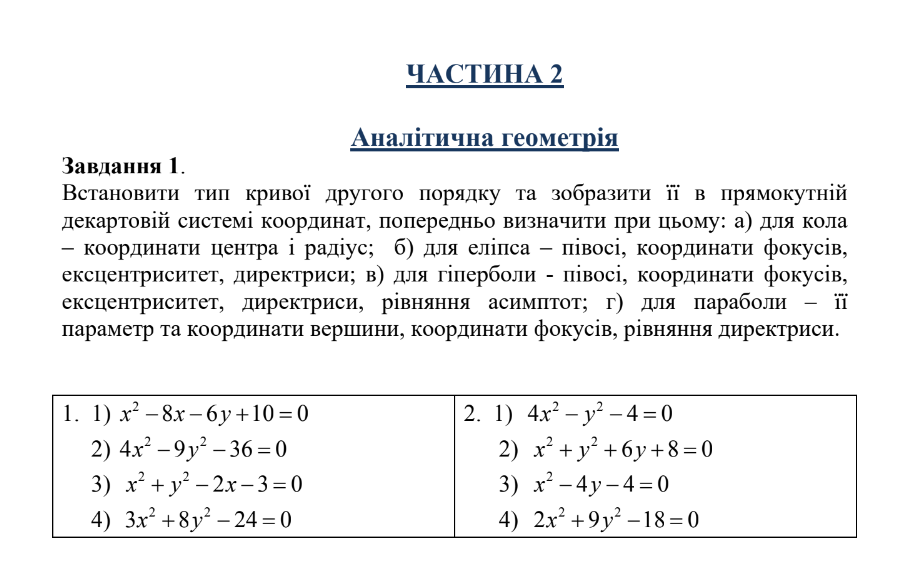 ЧАСТИНА 2
Аналітична геометрія
Завдання 1.
Встановити тип кривої другого порядку та зобразити її в прямокутній
декартовій системі координат, попередньо визначити при цьому: а) для кола
– координати центра і радіус; б) для еліпса – півосі, координати фокусів,
ексцентриситет, директриси; в) для гіперболи - півосі, координати фокусів,
ексцентриситет, директриси, рівняння асимптот; г) для параболи – її
параметр та координати вершини, координати фокусів, рівняння директриси.
1. 1) x² – 8x – 6y + 10 = 0
2) 4x² – 9y² – 36 = 0
3) x² + y² – 2x – 3 = 0
4) 3x² + 8y² – 24 = 0
2. 1) 4x² – y² – 4 = 0
2) x² + y² + 6y + 8 = 0
3) x² – 4y – 4 = 0
4) 2x² + 9y² – 18 = 0